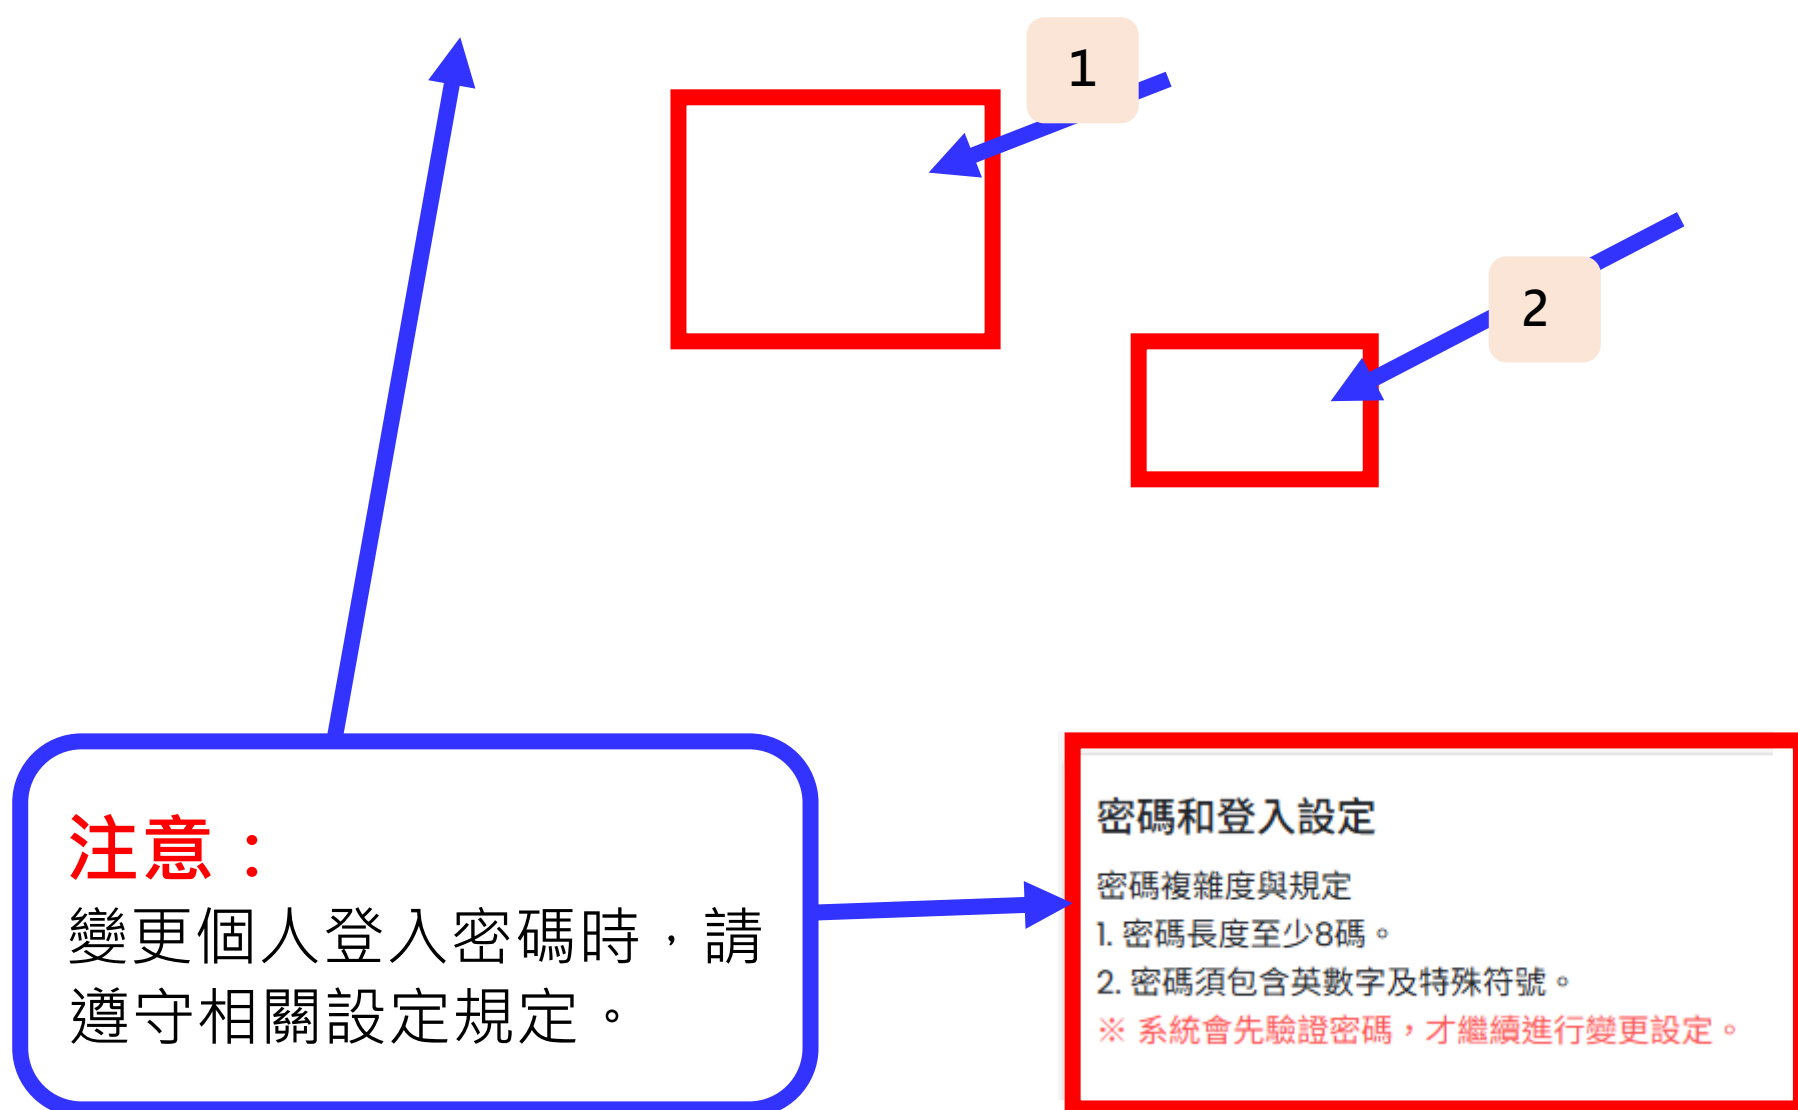 1
2
注意：
變更個人登入密碼時，請
遵守相關設定規定。
密碼和登入設定
密碼複雜度與規定
1. 密碼長度至少8碼。
2. 密碼須包含英數字及特殊符號。
※ 系統會先驗證密碼，才繼續進行變更設定。